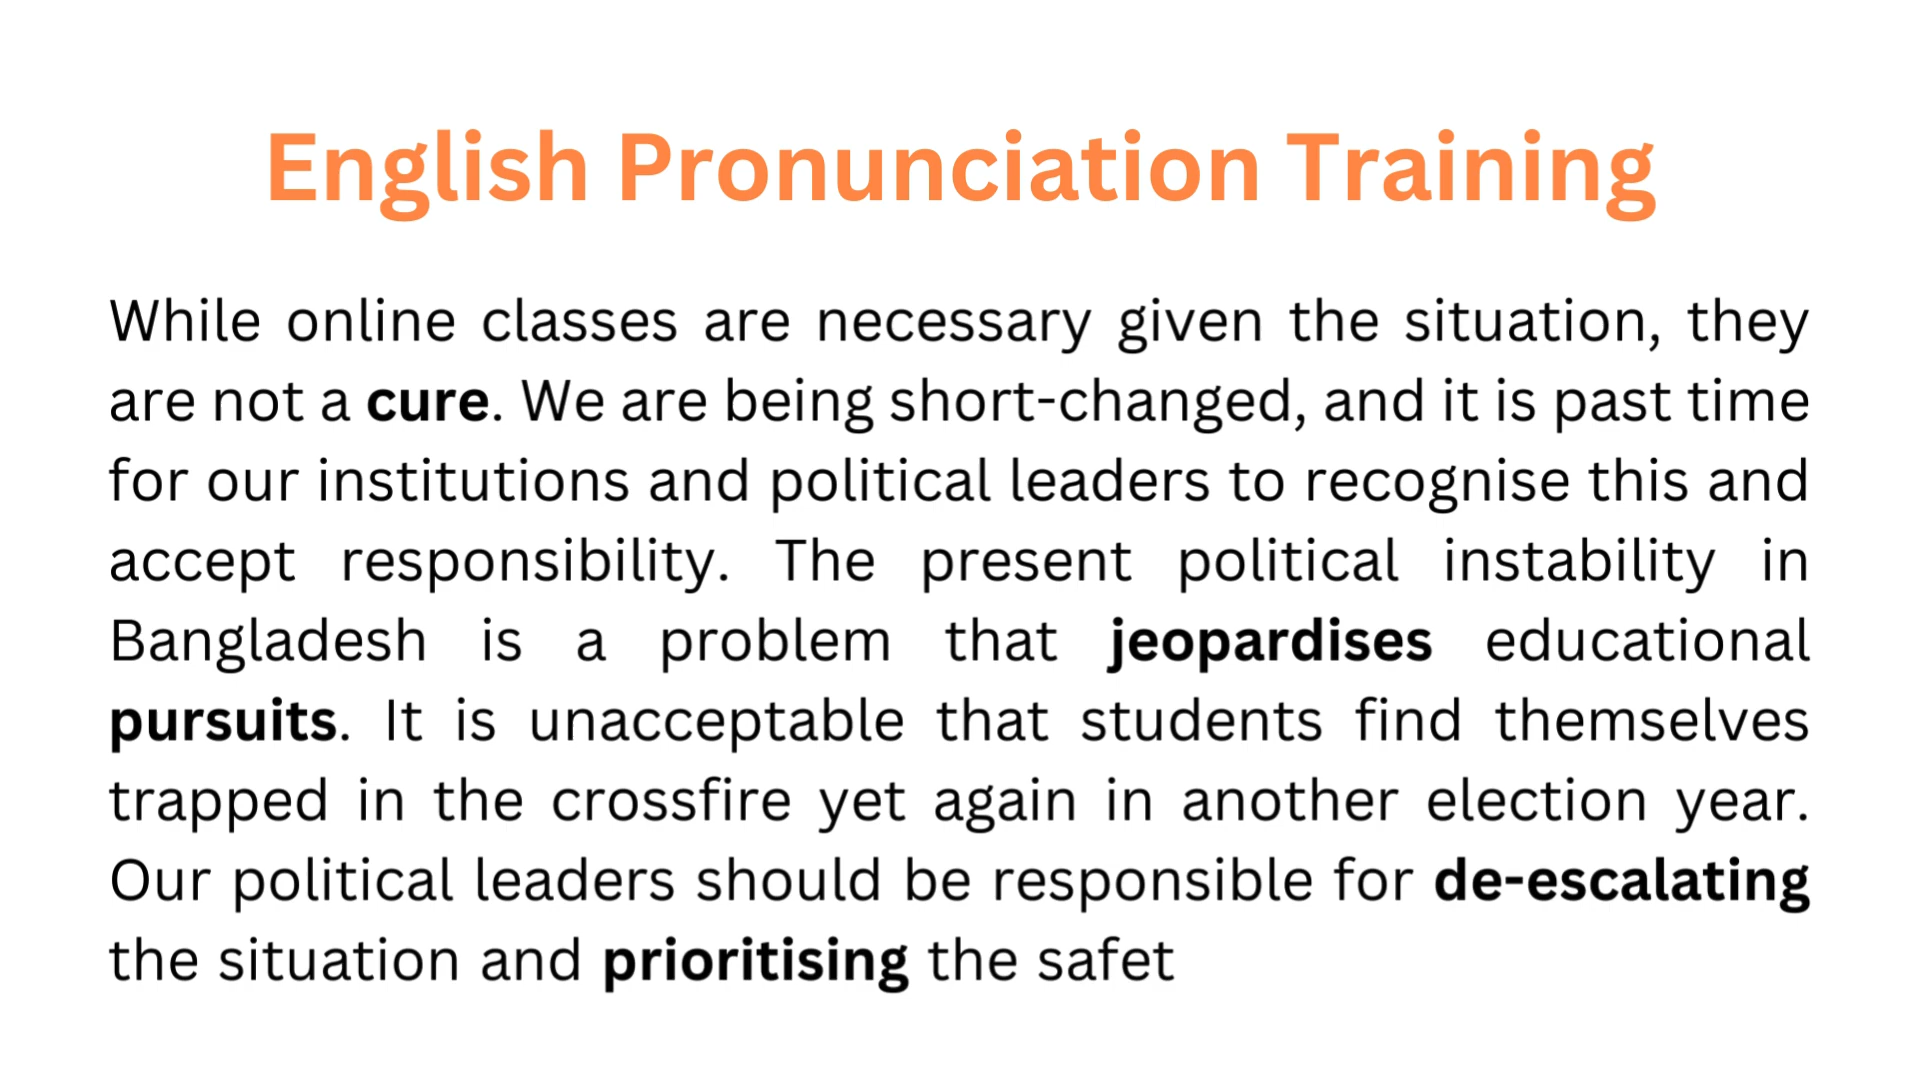 English Pronunciation Training
While online classes are necessary given the situation, they
are not a cure. We are being short-changed, and it is past time
for our institutions and political leaders to recognise this and
accept responsibility. The present political instability in
Bangladesh is a problem that jeopardises educational
pursuits. It is unacceptable that students find themselves
trapped in the crossfire yet again in another election year.
Our political leaders should be responsible for de-escalating
the situation and prioritising the safet